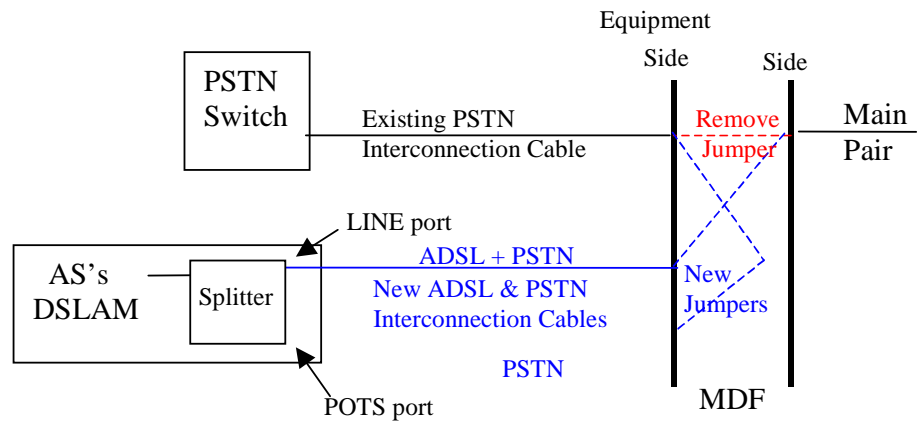 Equipment
Side
Side
PSTN
Switch
Existing PSTN
Interconnection Cable
Remove
Jumper
Main
Pair
LINE port
AS's
DSLAM
Splitter
ADSL + PSTN
New ADSL & PSTN
Interconnection Cables
New
Jumpers
PSTN
POTS port
MDF